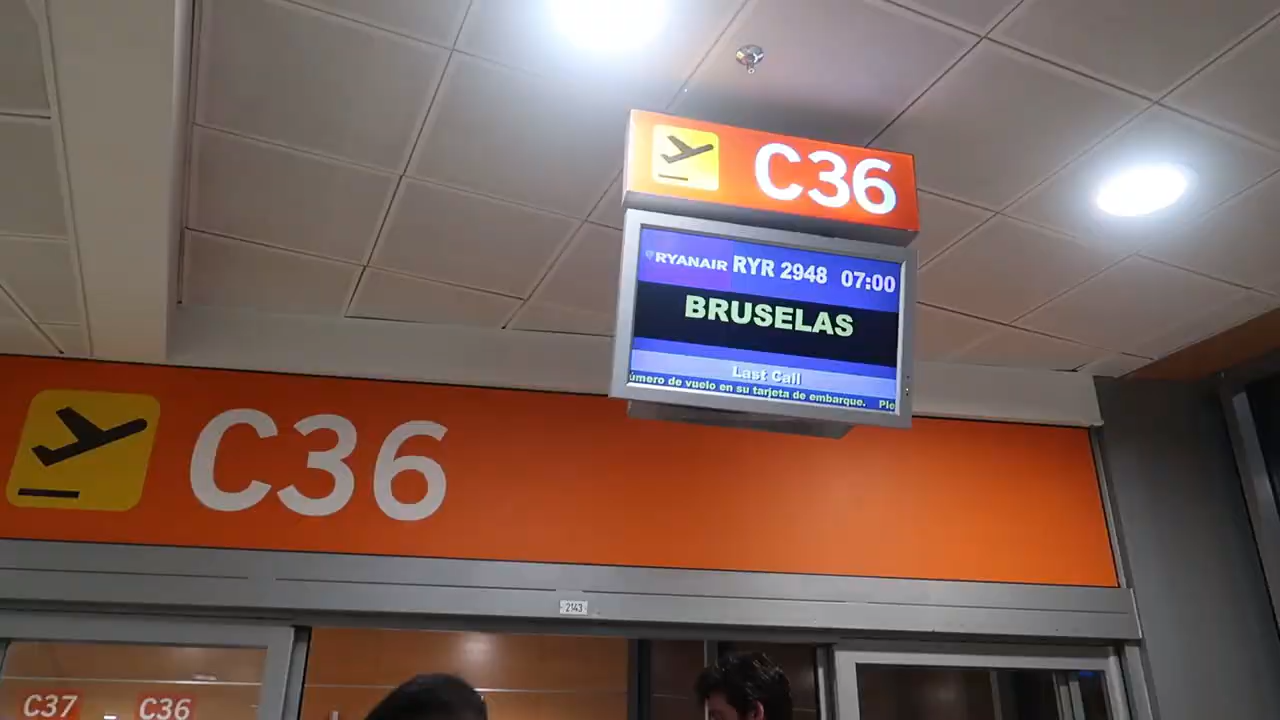 C36
RYANAIR RYR 2948 07:00
BRUSELAS
Last Call
úmero de vuelo en su tarjeta de embarque. Ple
C36
2143
C37 C36